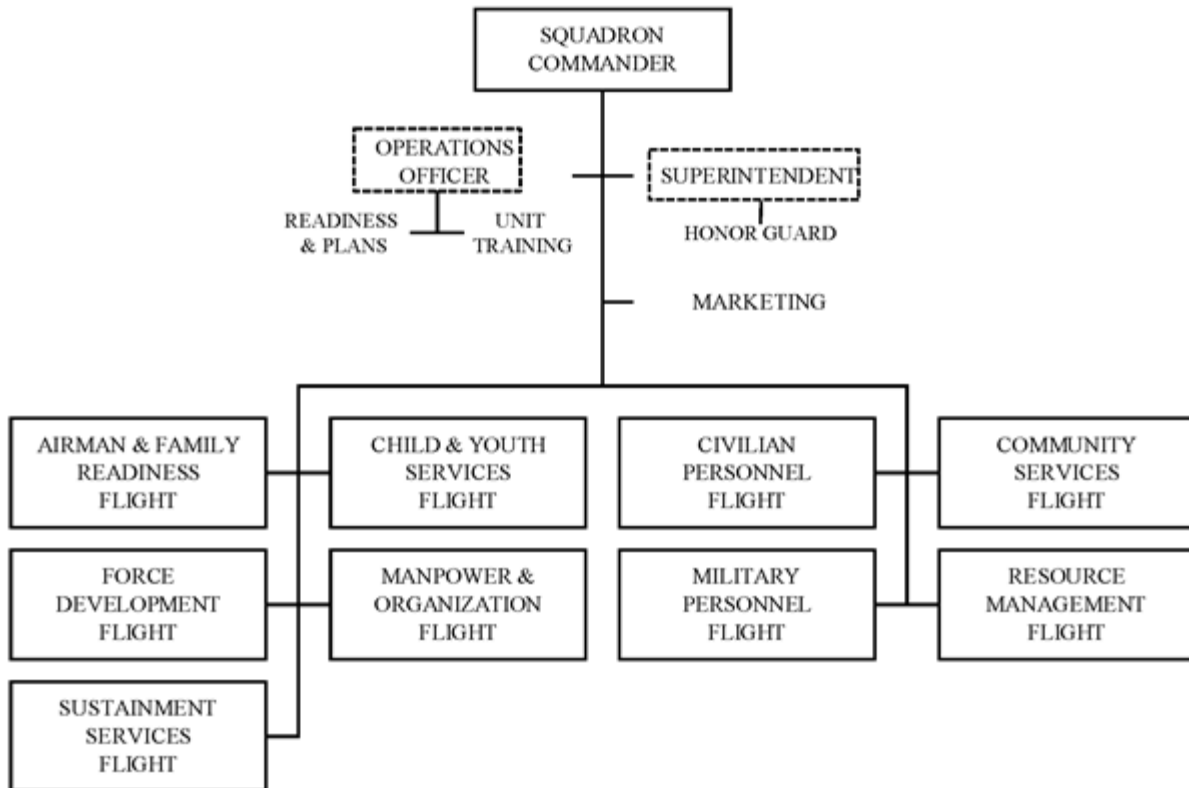 SQUADRON
COMMANDER
OPERATIONS
OFFICER
SUPERINTENDENT
READINESS
& PLANS
UNIT
TRAINING
HONOR GUARD
MARKETING
AIRMAN & FAMILY
READINESS
FLIGHT
CHILD & YOUTH
SERVICES
FLIGHT
CIVILIAN
PERSONNEL
FLIGHT
COMMUNITY
SERVICES
FLIGHT
FORCE
DEVELOPMENT
FLIGHT
MANPOWER &
ORGANIZATION
FLIGHT
MILITARY
PERSONNEL
FLIGHT
RESOURCE
MANAGEMENT
FLIGHT
SUSTAINMENT
SERVICES
FLIGHT